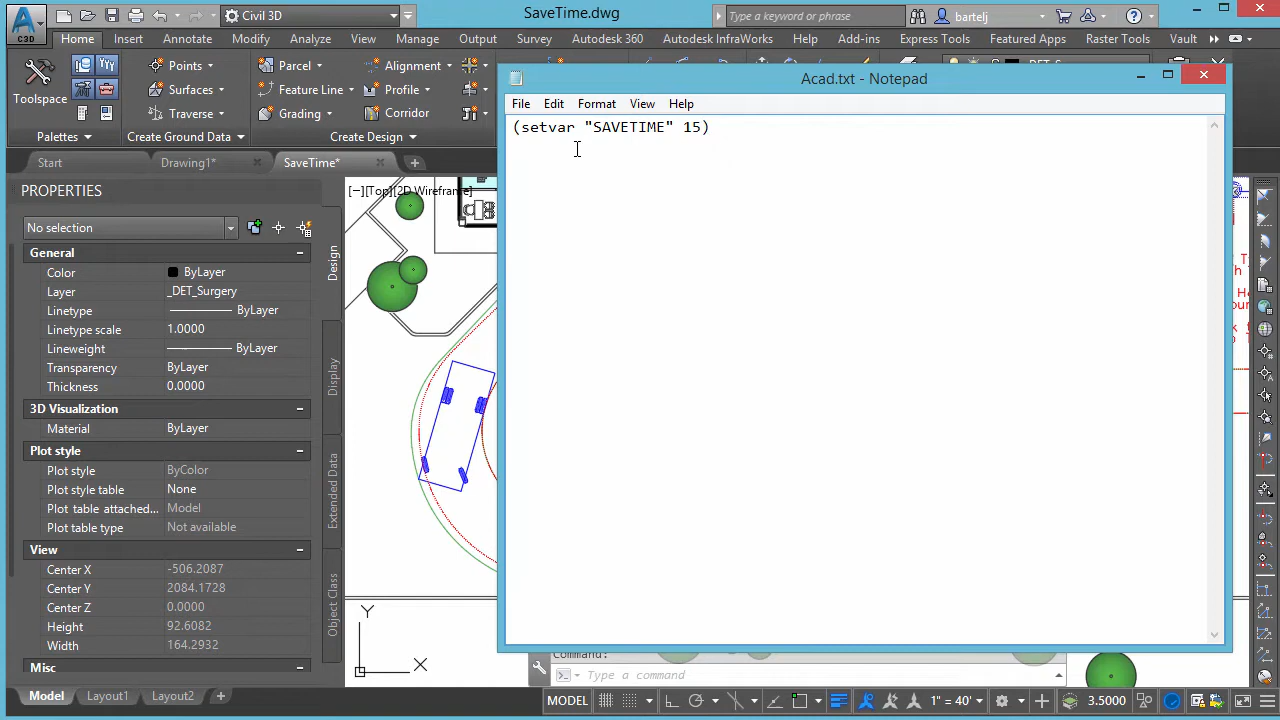 SaveTime.dwg
Civil 3D
Type a keyword or phrase
bartelj
C3D
Home Insert Annotate Modify Analyze View Manage Output Survey Autodesk 360 Autodesk InfraWorks Help Add-ins Express Tools Featured Apps Raster Tools Vault
Toolspace
Points
Surfaces
Traverse
Parcel
Feature Line
Grading
Alignment
Profile
Corridor
Palettes
Create Ground Data
Create Design
Start
Drawing1*
SaveTime*
Acad.txt - Notepad
File Edit Format View Help
(setvar "SAVETIME" 15)
[−][Top][2D Wireframe]
PROPERTIES
No selection
General
Color ByLayer
Layer _DET_Surgery
Linetype ByLayer
Linetype scale 1.0000
Lineweight ByLayer
Transparency ByLayer
Thickness 0.0000
3D Visualization
Material ByLayer
Plot style
Plot style ByColor
Plot style table None
Plot table attached... Model
Plot table type Not available
View
Center X -506.2087
Center Y 2084.1728
Center Z 0.0000
Height 92.6082
Width 164.2932
Misc
Design
Display
Extended Data
Object Class
Y
X
Command:
Type a command
Model Layout1 Layout2
MODEL
1" = 40'
3.5000